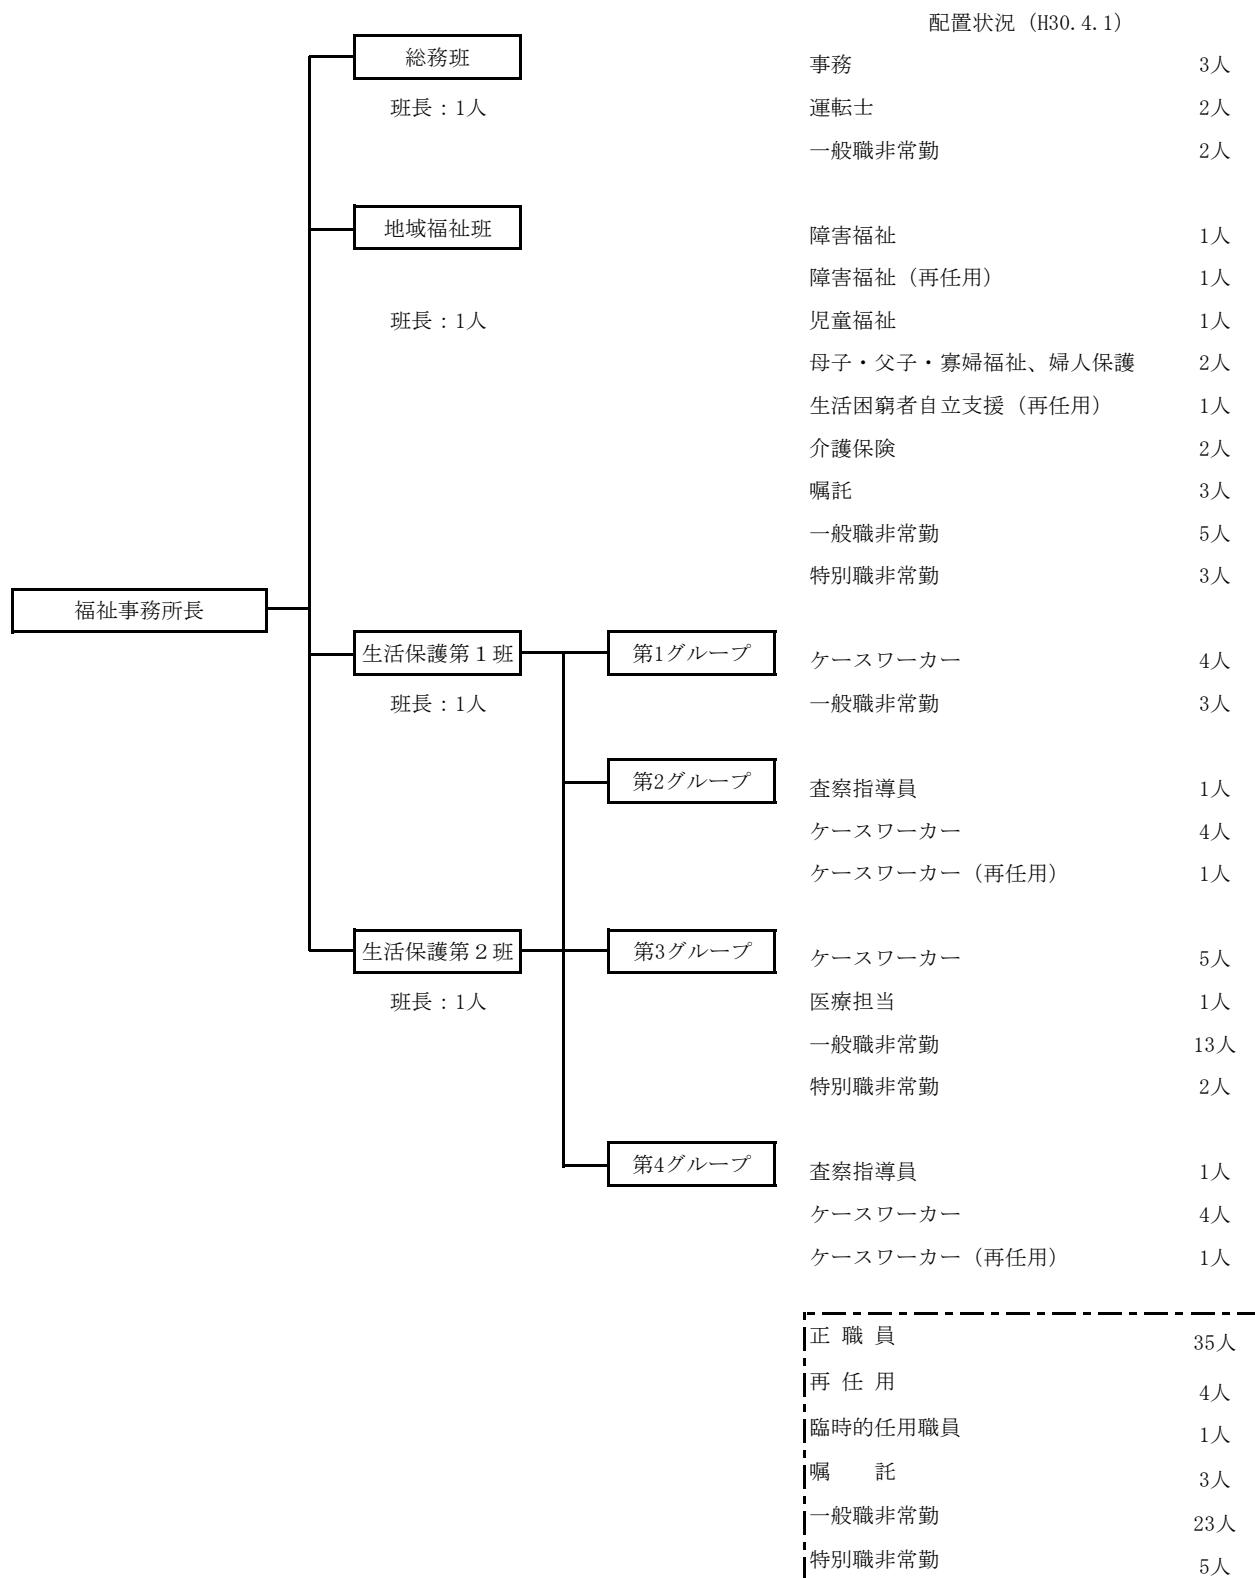 配置状況（H30.4.1）
総務班
事務 3人
班長：1人
運転士 2人
一般職非常勤 2人
地域福祉班
障害福祉 1人
障害福祉（再任用） 1人
班長：1人
児童福祉 1人
母子・父子・寡婦福祉、婦人保護 2人
生活困窮者自立支援（再任用） 1人
介護保険 2人
嘱託 3人
一般職非常勤 5人
特別職非常勤 3人
福祉事務所長
生活保護第１班
第1グループ
ケースワーカー 4人
班長：1人
一般職非常勤 3人
第2グループ
査察指導員 1人
ケースワーカー 4人
ケースワーカー（再任用） 1人
生活保護第２班
第3グループ
ケースワーカー 5人
班長：1人
医療担当 1人
一般職非常勤 13人
特別職非常勤 2人
第4グループ
査察指導員 1人
ケースワーカー 4人
ケースワーカー（再任用） 1人
正 職 員 35人
再 任 用 4人
臨時的任用職員 1人
嘱　　託 3人
一般職非常勤 23人
特別職非常勤 5人